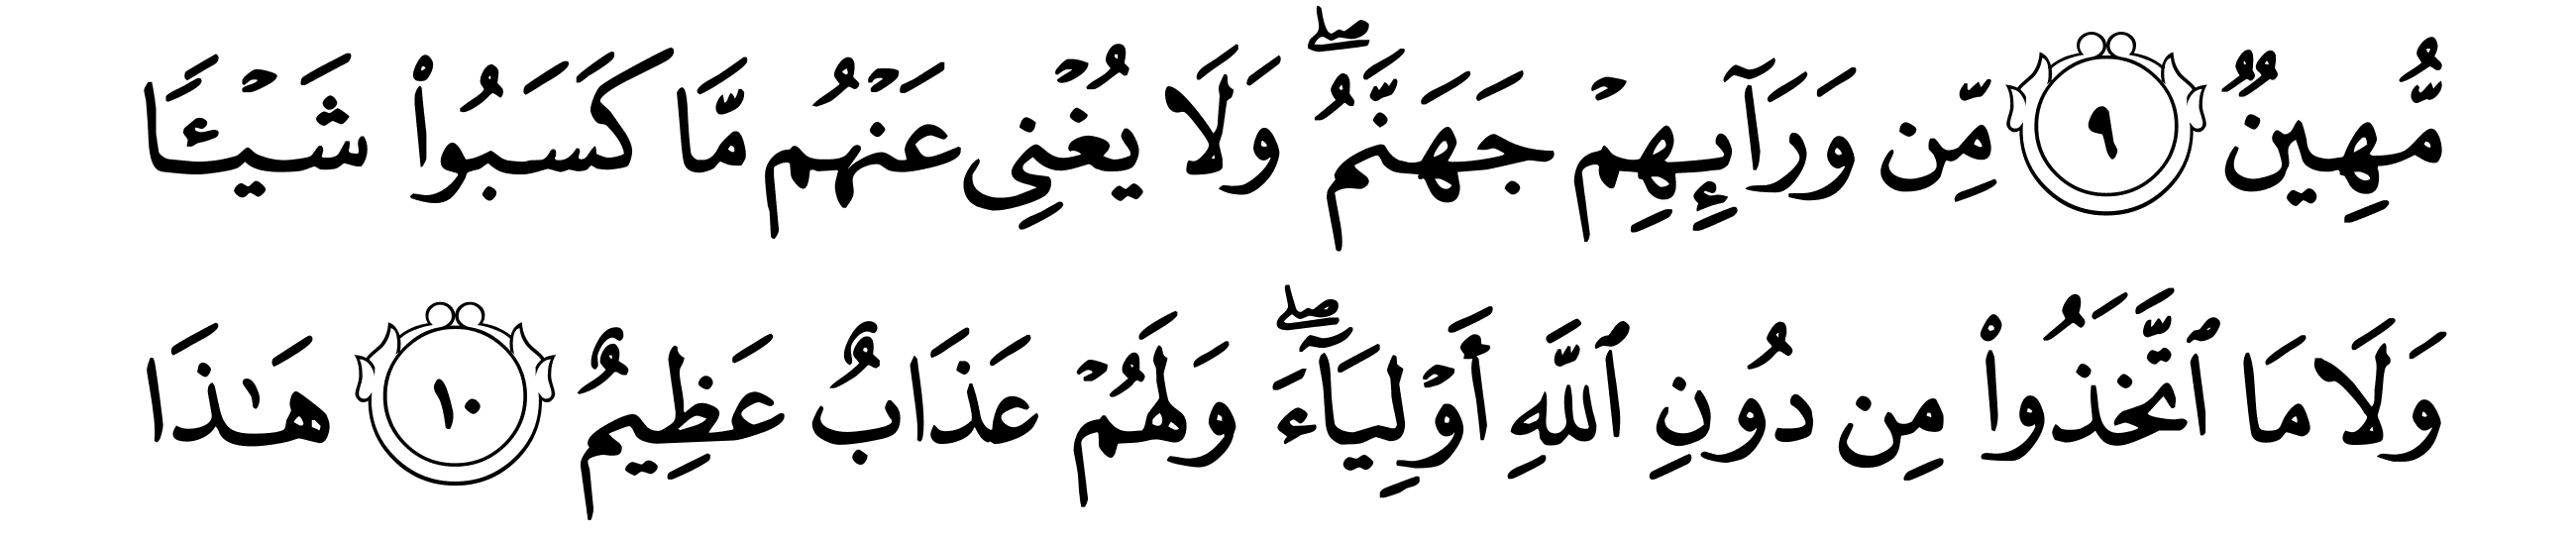 مُّهِينٌ ٩ مِّن وَرَآئِهِمْ جَهَنَّمُ ۖ وَلَا يُغْنِى عَنْهُم مَّا كَسَبُوا۟ شَيْـًٔا
وَلَا مَا ٱتَّخَذُوا۟ مِن دُونِ ٱللَّهِ أَوْلِيَآءَ ۖ وَلَهُمْ عَذَابٌ عَظِيمٌ ١٠ هَـٰذَا